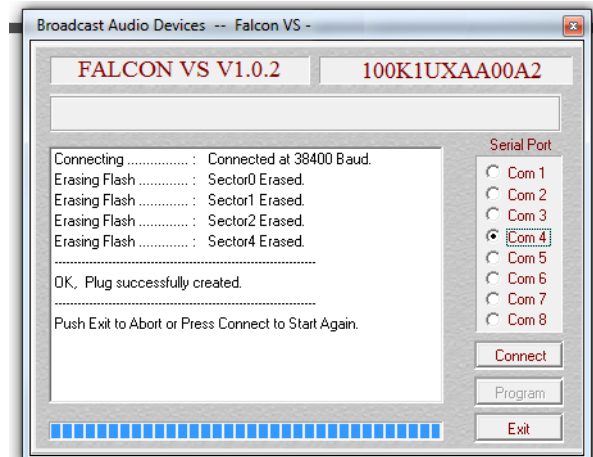 Broadcast Audio Devices -- Falcon VS -
FALCON VS V1.0.2
100K1UXAA00A2
Connecting ............... : Connected at 38400 Baud.
Erasing Flash ............ : Sector0 Erased.
Erasing Flash ............ : Sector1 Erased.
Erasing Flash ............ : Sector2 Erased.
Erasing Flash ............ : Sector4 Erased.
--------------------------------------------------------------
OK, Plug successfully created.
--------------------------------------------------------------
Push Exit to Abort or Press Connect to Start Again.
Serial Port
Com 1
Com 2
Com 3
Com 4
Com 5
Com 6
Com 7
Com 8
Connect
Program
Exit